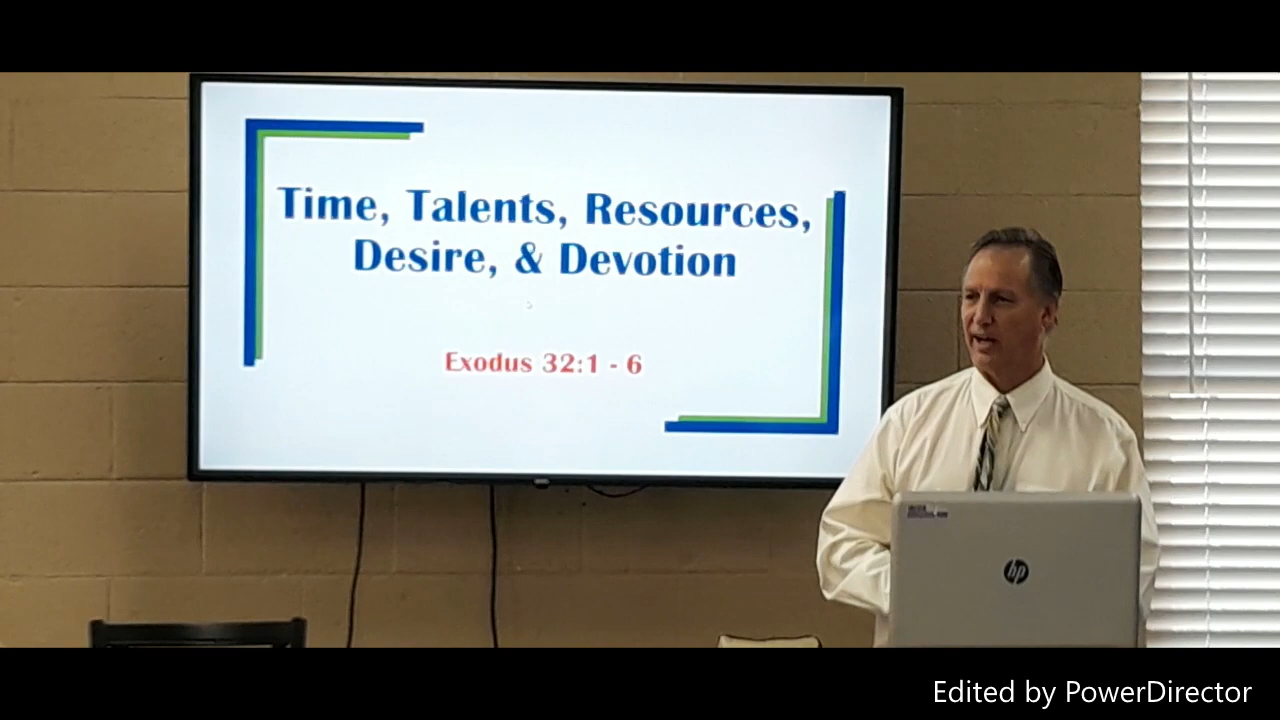 Time, Talents, Resources,
Desire, & Devotion
Exodus 32:1 - 6
hp
Edited by PowerDirector